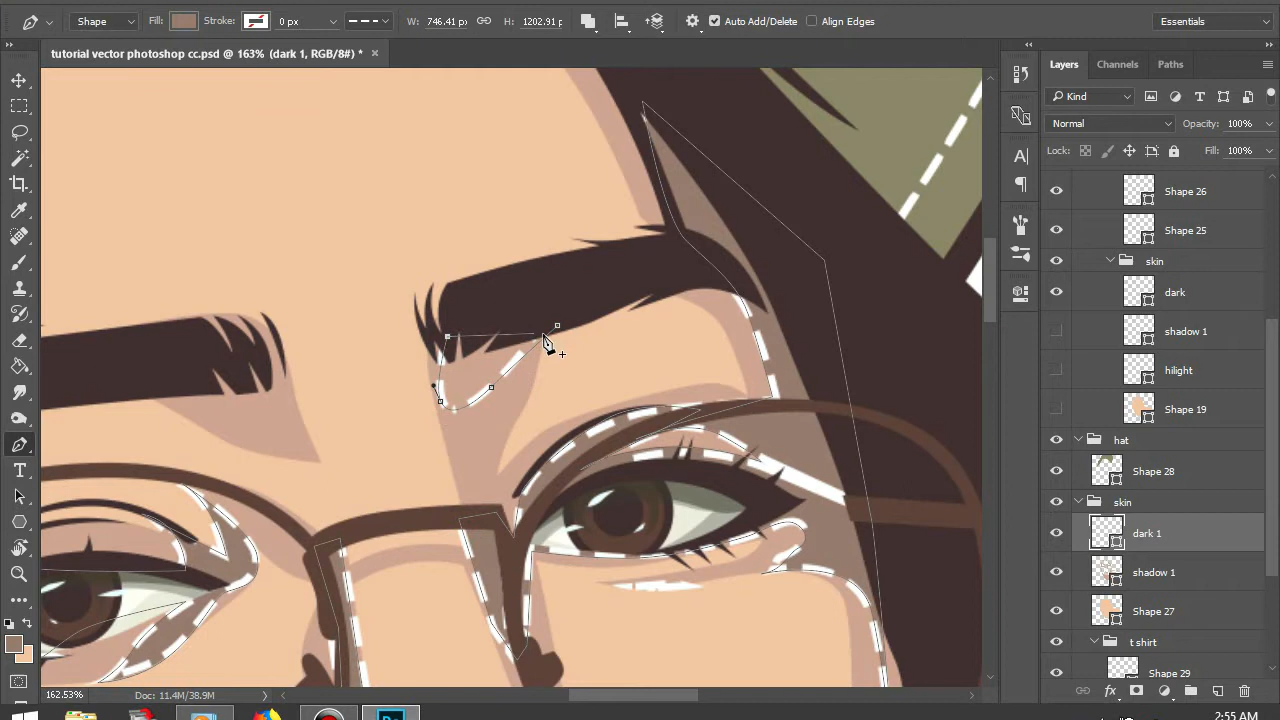 Shape Fill: Stroke: 0 px W: 746.41 px H: 1202.91 px Auto Add/Delete Align Edges Essentials
tutorial vector photoshop cc.psd @ 163% (dark 1, RGB/8#) * ×
Layers Channels Paths
Kind
Normal Opacity: 100%
Lock: Fill: 100%
Shape 26
Shape 25
skin
dark
shadow 1
hilight
Shape 19
hat
Shape 28
skin
dark 1
shadow 1
Shape 27
t shirt
Shape 29
162.53% Doc: 11.4M/38.9M
2:55 AM